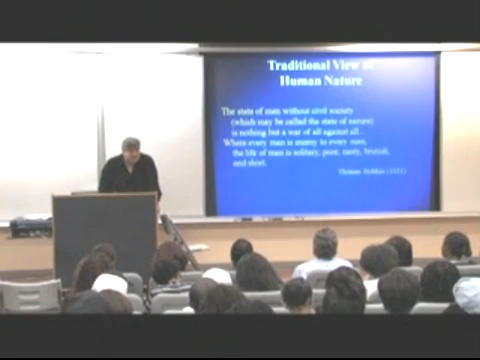 Traditional View of
Human Nature
The state of men without civil society
(which may be called the state of nature)
is nothing but a war of all against all...
Where every man is enemy to every man,
the life of man is solitary, poor, nasty, brutish,
and short.
Thomas Hobbes (1651)